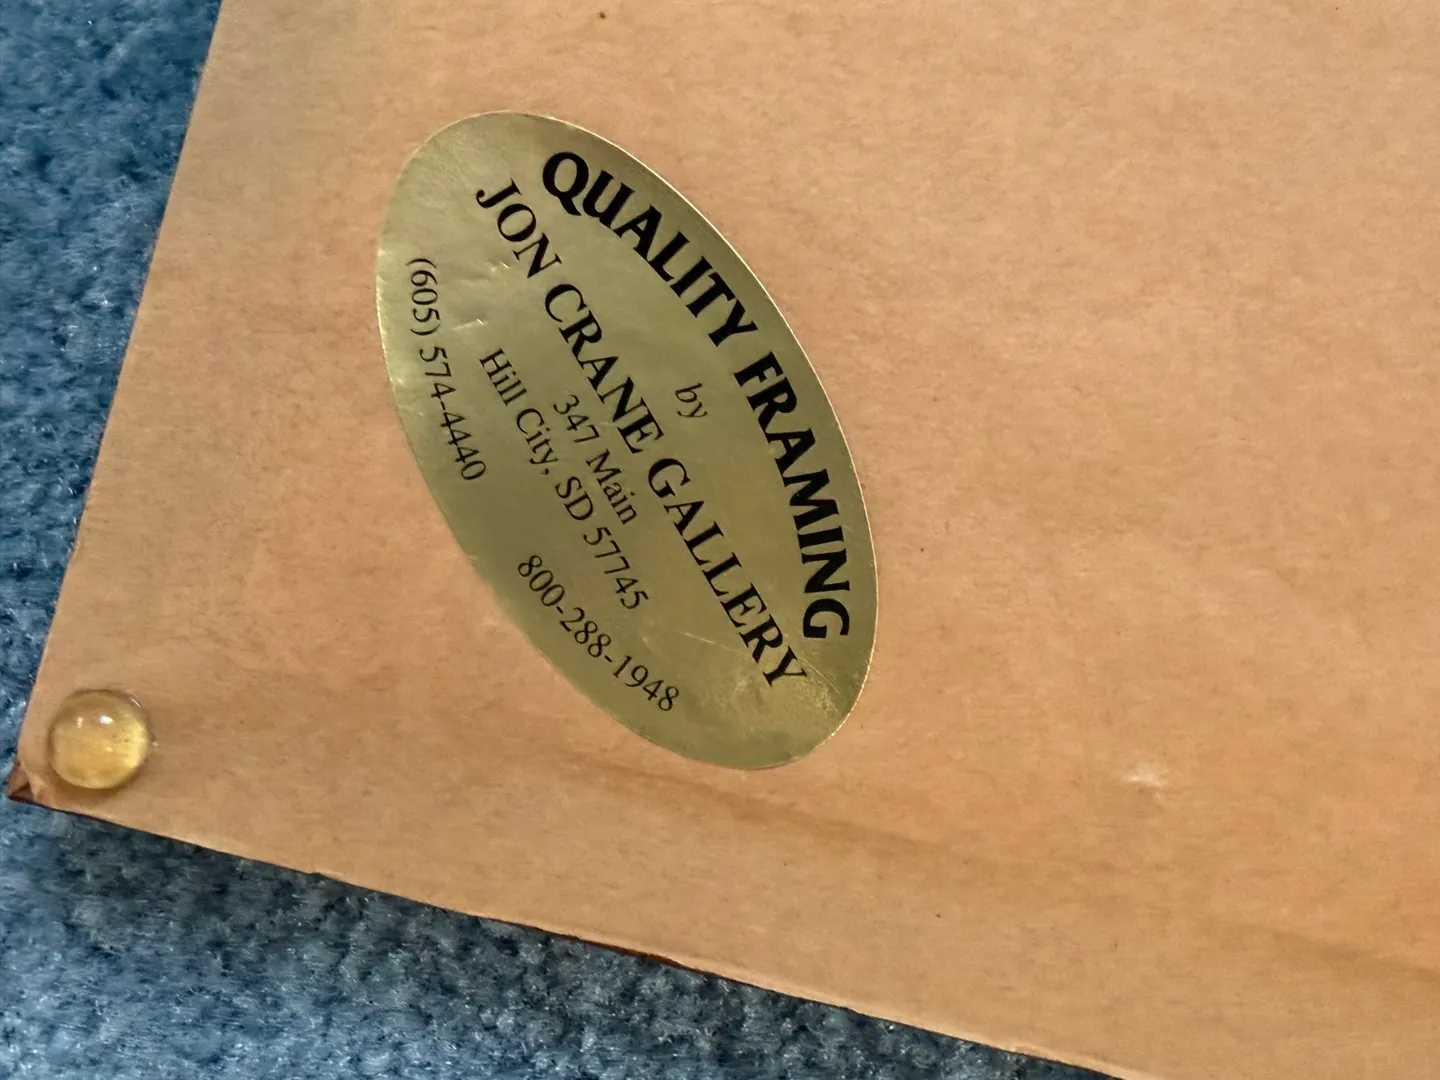 QUALITY FRAMING
by
JON CRANE GALLERY
347 Main
Hill City, SD 57745
(605) 574-4440
800-288-1948